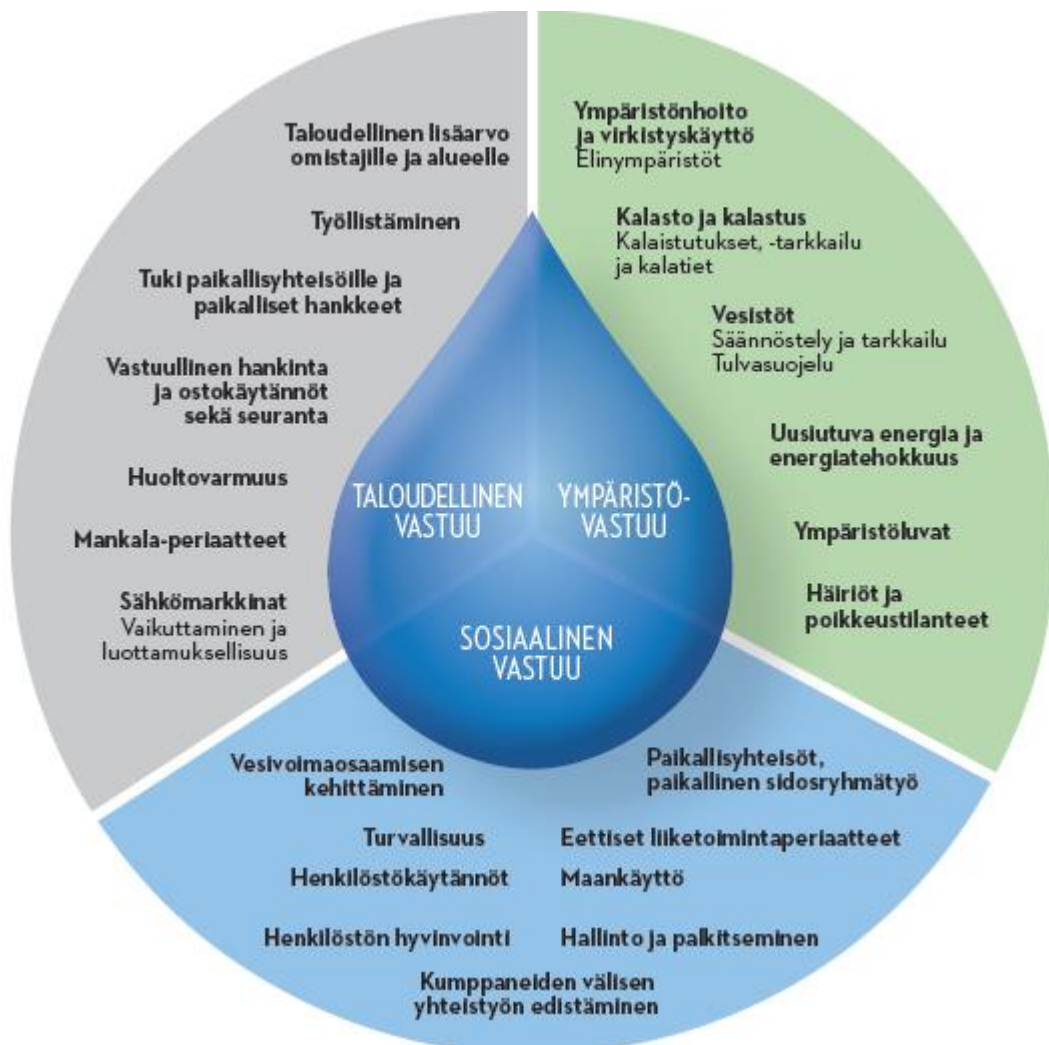 Taloudellinen lisäarvo
omistajille ja alueelle
Työllistäminen
Tuki paikallisyhteisöille ja
paikalliset hankkeet
Vastuullinen hankinta
ja ostokäytännöt
sekä seuranta
Huoltovarmuus
Mankala-periaatteet
Sähkömarkkinat
Vaikuttaminen ja
luottamuksellisuus
TALOUDELLINEN
VASTUU
YMPÄRISTÖ-
VASTUU
SOSIAALINEN
VASTUU
Ympäristönhoito
ja virkistyskäyttö
Elinympäristöt
Kalasto ja kalastus
Kalaistutukset, -tarkkailu
ja kalatiet
Vesistöt
Säännöstely ja tarkkailu
Tulvasuojelu
Uusiutuva energia ja
energiatehokkuus
Ympäristöluvat
Häiriöt ja
poikkeustilanteet
Vesivoimaosaamisen
kehittäminen
Turvallisuus
Henkilöstökäytännöt
Henkilöstön hyvinvointi
Paikallisyhteisöt,
paikallinen sidosryhmätyö
Eettiset liiketoimintaperiaatteet
Maankäyttö
Hallinto ja palkitseminen
Kumppaneiden välisen
yhteistyön edistäminen